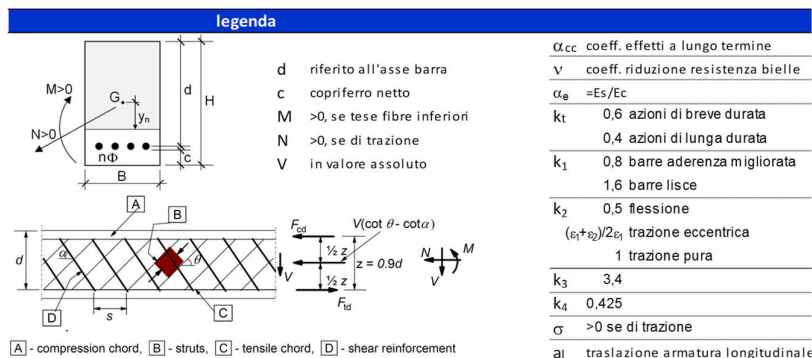 legenda
M>0
G
N>0
yn
nΦ
B
d
H
c
d riferito all'asse barra
c copriferro netto
M >0, se tese fibre inferiori
N >0, se di trazione
V in valore assoluto
αcc coeff. effetti a lungo termine
ν coeff. riduzione resistenza bielle
αe =Es/Ec
kt 0,6 azioni di breve durata
0,4 azioni di lunga durata
k1 0,8 barre aderenza migliorata
1,6 barre lisce
k2 0,5 flessione
(ε1+ε2)/2ε1 trazione eccentrica
1 trazione pura
k3 3,4
k4 0,425
σ >0 se di trazione
al traslazione armatura longitudinale
A
B
d
α
θ
V
D
s
C
Fcd
V(cot θ - cotα)
½ z
z = 0.9d
½ z
Ftd
N
M
V
A - compression chord, B - struts, C - tensile chord, D - shear reinforcement